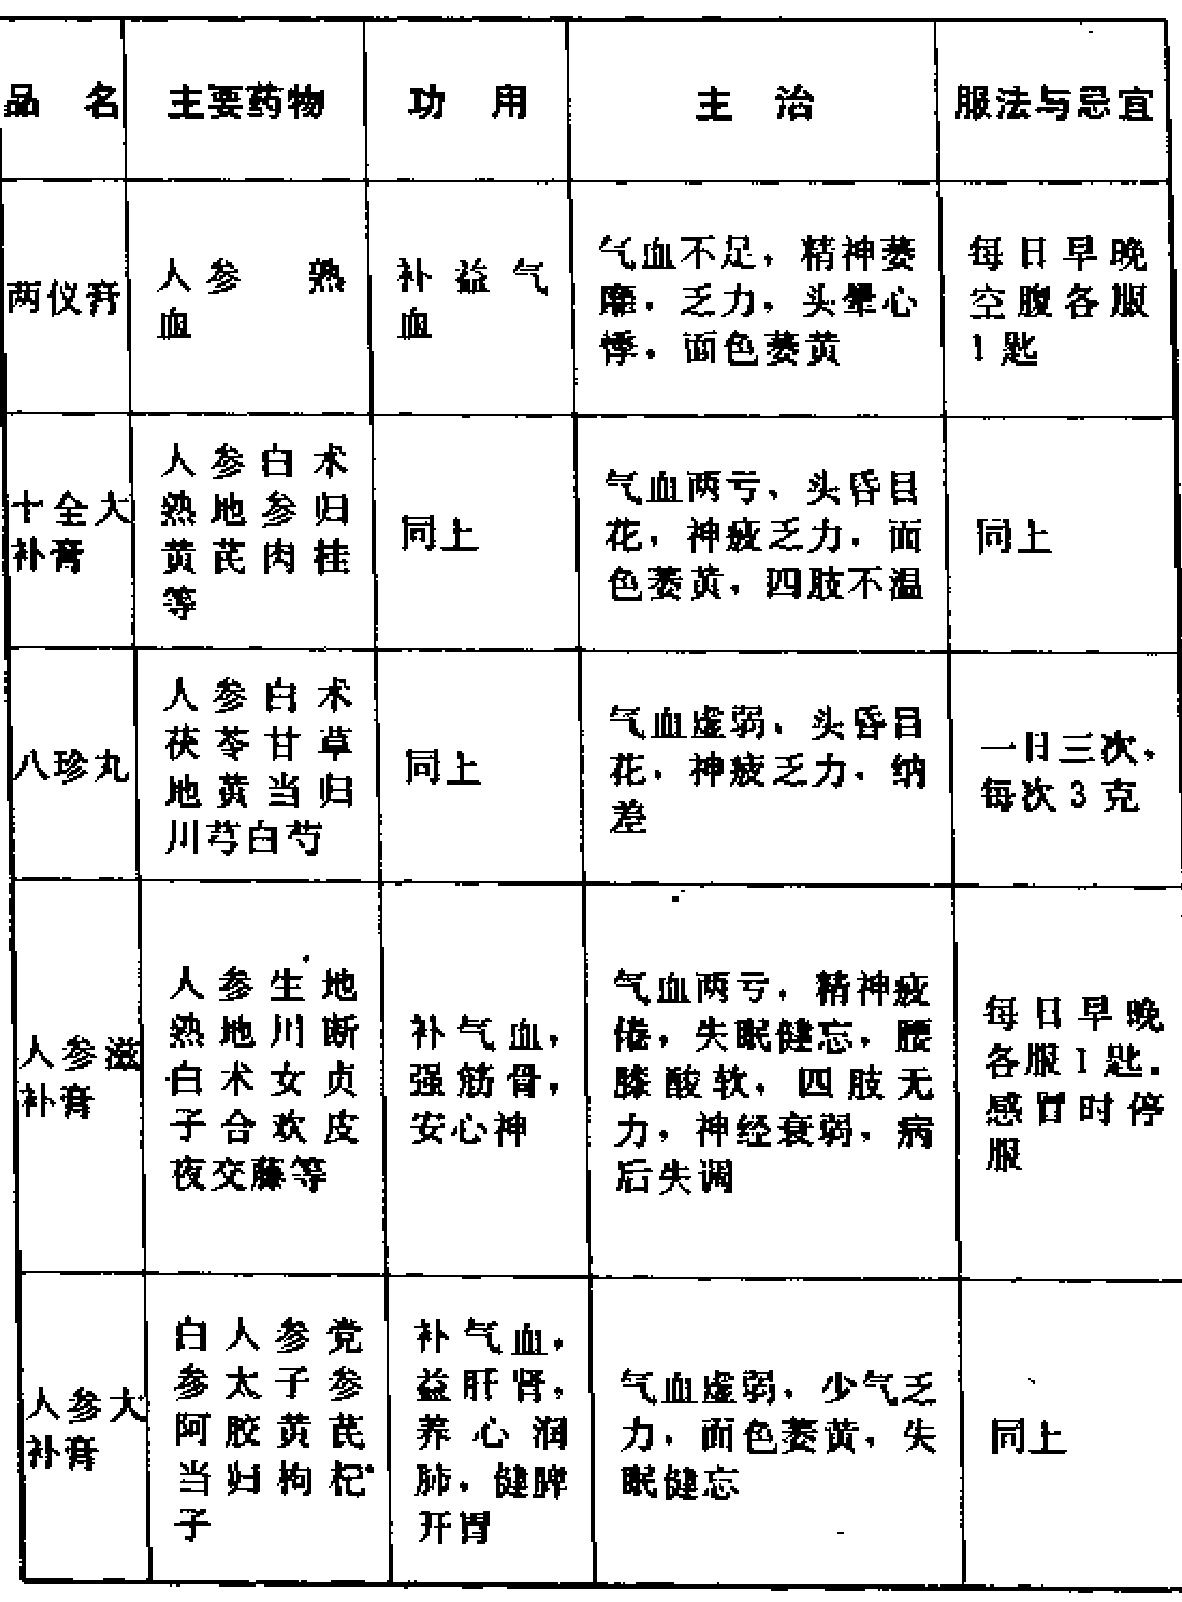 品 名 主要药物 功 用 主 治 服法与忌宜
两仪膏
人参 熟
血
补益气
血
气血不足，精神萎
靡，乏力，头晕心
悸，面色萎黄
每日早晚
空腹各服
1匙
十全大
补膏
人参白术
熟地参归
黄芪肉桂
等
同上
气血两亏、头昏目
花，神疲乏力，面
色萎黄，四肢不温
同上
八珍丸
人参白术
茯苓甘草
地黄当归
川芎白芍
同上
气血虚弱、头昏目
花，神疲乏力，纳
差
一日三次，
每次3克
人参滋
补膏
人参生地
熟地川断
白术女贞
子合欢皮
夜交藤等
补气血，
强筋骨，
安心神
气血两亏，精神疲
倦，失眠健忘，腰
膝酸软，四肢无
力，神经衰弱，病
后失调
每日早晚
各服1匙。
感冒时停
服
人参大
补膏
白人参党
参太子参
阿胶黄芪
当归枸杞
子
补气血，
益肝肾，
养心润
肺，健脾
开胃
气血虚弱，少气乏
力，面色萎黄，失
眠健忘
同上